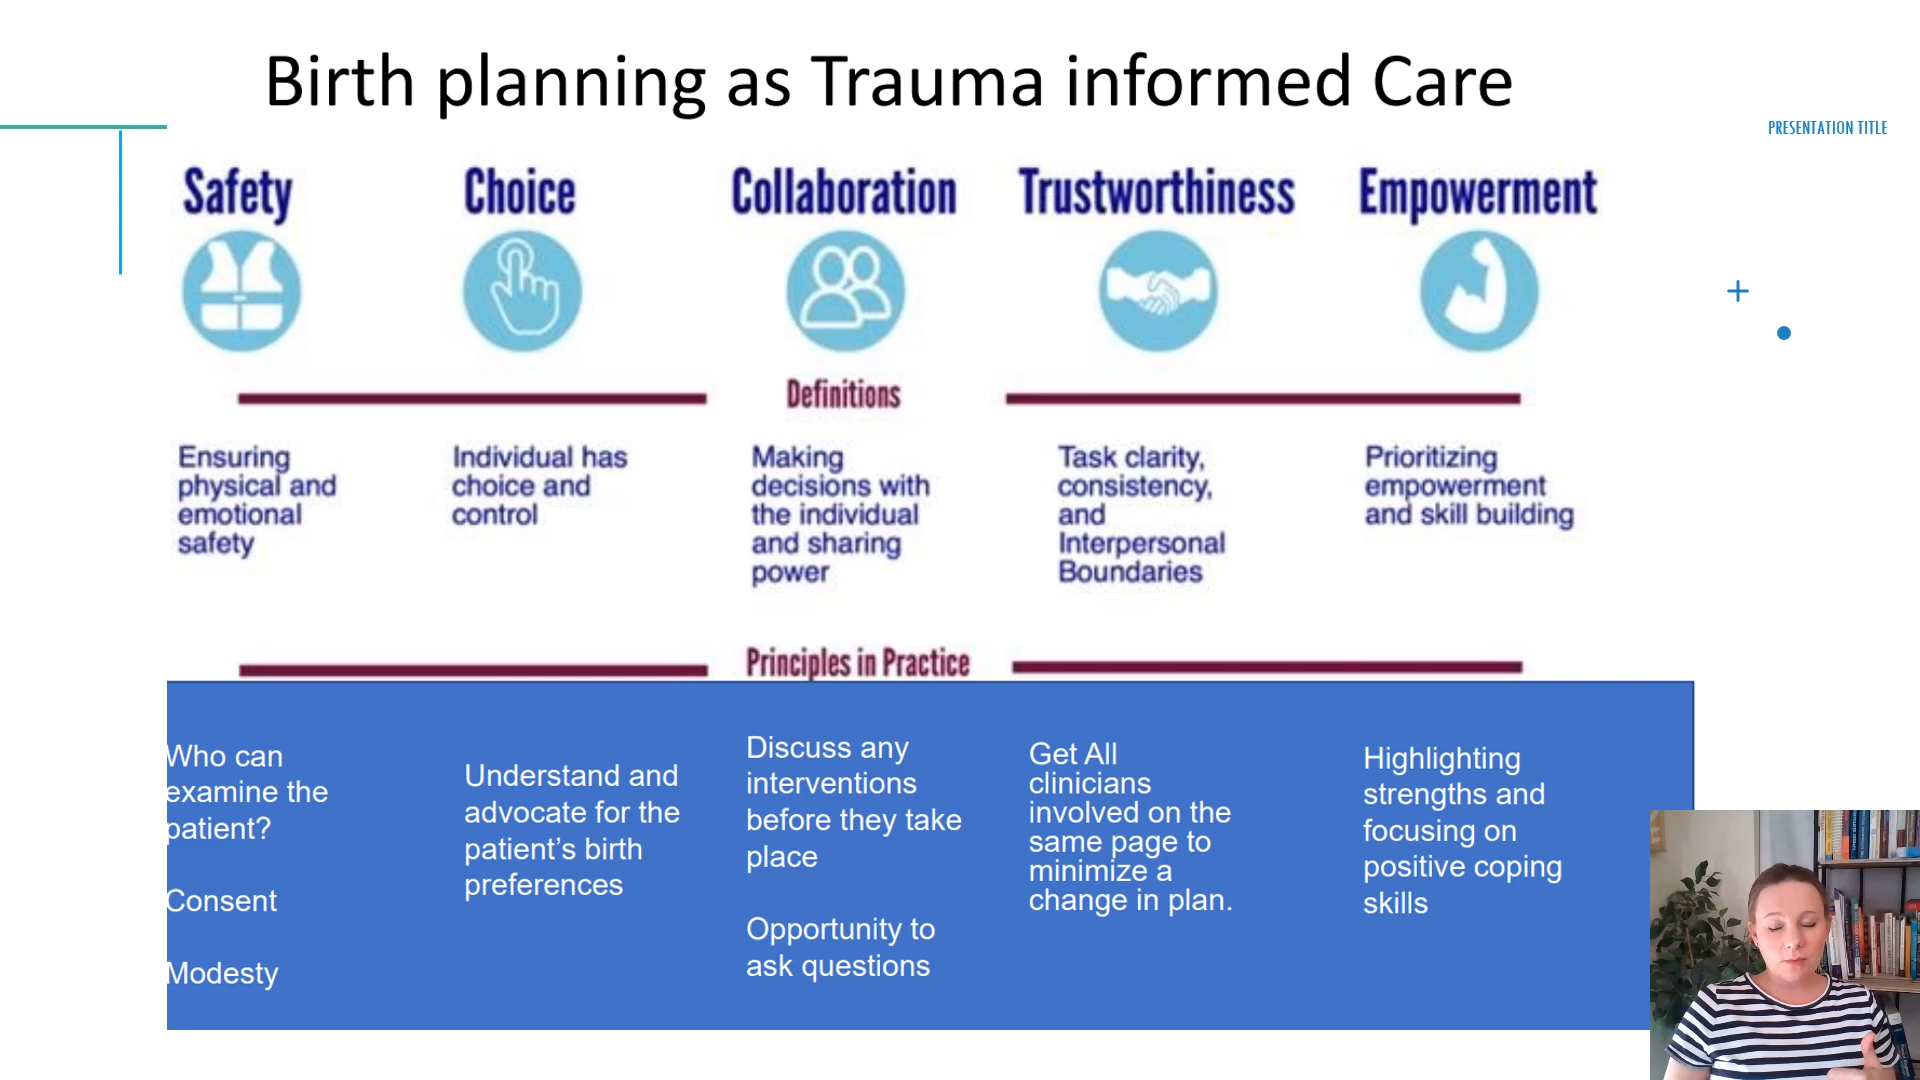 Birth planning as Trauma informed Care
PRESENTATION TITLE
Safety
Choice
Collaboration
Trustworthiness
Empowerment
Definitions
Ensuring
physical and
emotional
safety
Individual has
choice and
control
Making
decisions with
the individual
and sharing
power
Task clarity,
consistency,
and
Interpersonal
Boundaries
Prioritizing
empowerment
and skill building
Principles in Practice
Who can
examine the
patient?
Consent
Modesty
Understand and
advocate for the
patient’s birth
preferences
Discuss any
interventions
before they take
place
Opportunity to
ask questions
Get All
clinicians
involved on the
same page to
minimize a
change in plan.
Highlighting
strengths and
focusing on
positive coping
skills